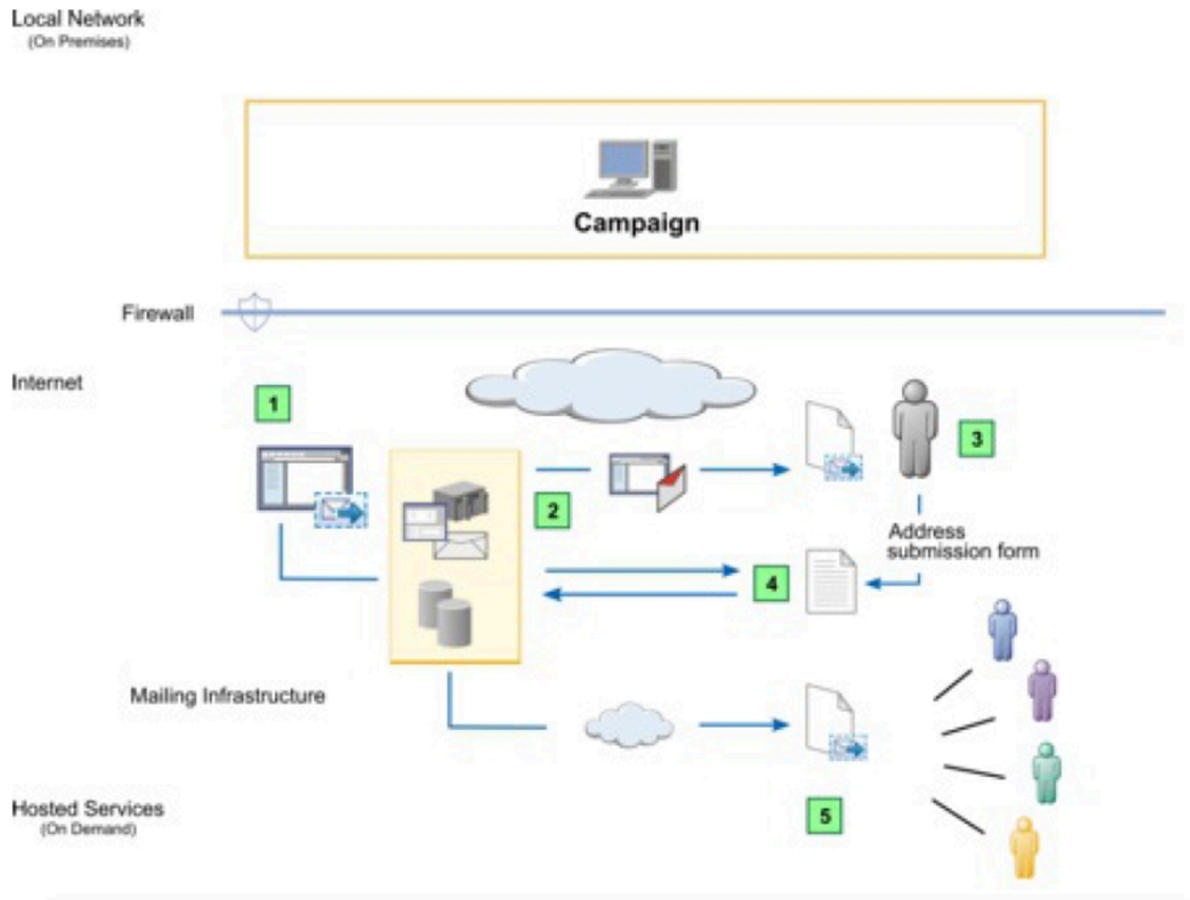 Local Network
(On Premises)
Campaign
Firewall
Internet
1
3
2
Address
submission form
4
Mailing Infrastructure
Hosted Services
(On Demand)
5